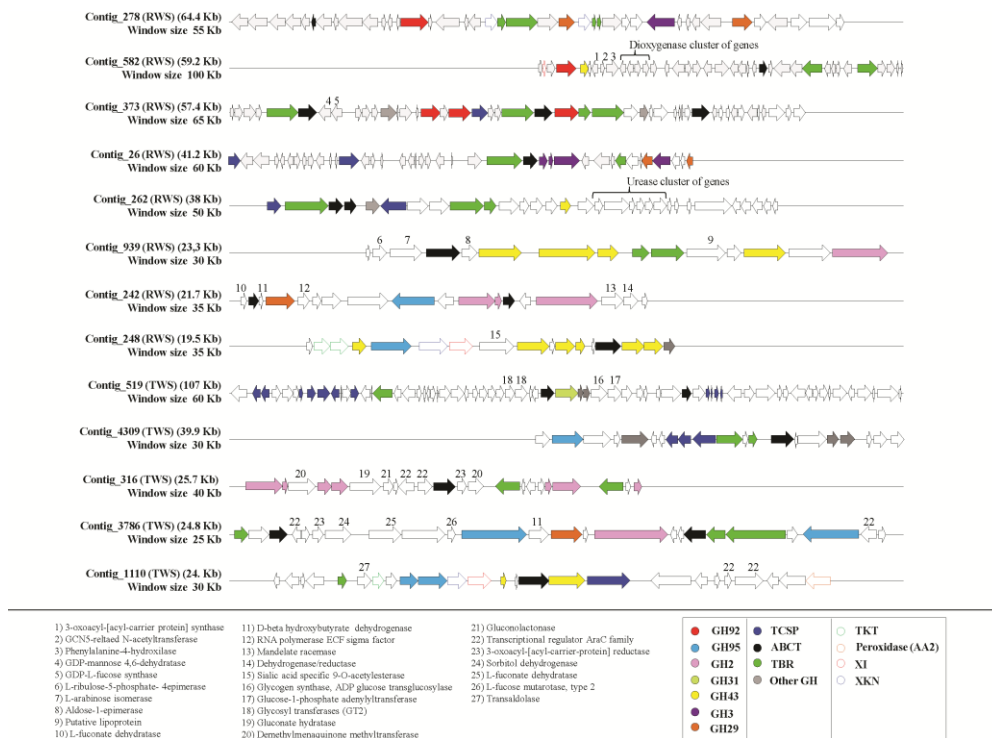 Contig_278 (RWS) (64.4 Kb)
Window size 55 Kb
Dioxygenase cluster of genes
1 2 3
Contig_582 (RWS) (59.2 Kb)
Window size 100 Kb
4 5
Contig_373 (RWS) (57.4 Kb)
Window size 65 Kb
Contig_26 (RWS) (41.2 Kb)
Window size 60 Kb
Urease cluster of genes
Contig_262 (RWS) (38 Kb)
Window size 50 Kb
6 7 8 9
Contig_939 (RWS) (23,3 Kb)
Window size 30 Kb
10 11 12 13 14
Contig_242 (RWS) (21.7 Kb)
Window size 35 Kb
15
Contig_248 (RWS) (19.5 Kb)
Window size 35 Kb
18 18 16 17
Contig_519 (TWS) (107 Kb)
Window size 60 Kb
Contig_4309 (TWS) (39.9 Kb)
Window size 30 Kb
20 19 21 22 22 23 20
Contig_316 (TWS) (25.7 Kb)
Window size 40 Kb
22 23 24 25 26 11 22
Contig_3786 (TWS) (24.8 Kb)
Window size 25 Kb
27 22 22
Contig_1110 (TWS) (24. Kb)
Window size 30 Kb
1) 3-oxoacyl-[acyl-carrier protein] synthase
2) GCN5-reltaed N-acetyltransferase
3) Phenylalanine-4-hydroxilase
4) GDP-mannose 4,6-dehydratase
5) GDP-L-fucose synthase
6) L-ribulose-5-phosphate- 4epimerase
7) L-arabinose isomerase
8) Aldose-1-epimerase
9) Putative lipoprotein
10) L-fuconate dehydratase
11) D-beta hydroxybutyrate dehydrogenase
12) RNA polymerase ECF sigma factor
13) Mandelate racemase
14) Dehydrogenase/reductase
15) Sialic acid specific 9-O-acetylesterase
16) Glycogen synthase, ADP glucose transglucosylase
17) Glucose-1-phosphate adenylyltransferase
18) Glycosyl transferases (GT2)
19) Gluconate hydratase
20) Demethylmenaquinone methyltransferase
21) Gluconolactonase
22) Transcriptional regulator AraC family
23) 3-oxoacyl-[acyl-carrier-protein] reductase
24) Sorbitol dehydrogenase
25) L-fuconate dehydratase
26) L-fucose mutarotase, type 2
27) Transaldolase
GH92
GH95
GH2
GH31
GH43
GH3
GH29
TCSP
ABCT
TBR
Other GH
TKT
Peroxidase (AA2)
XI
XKN